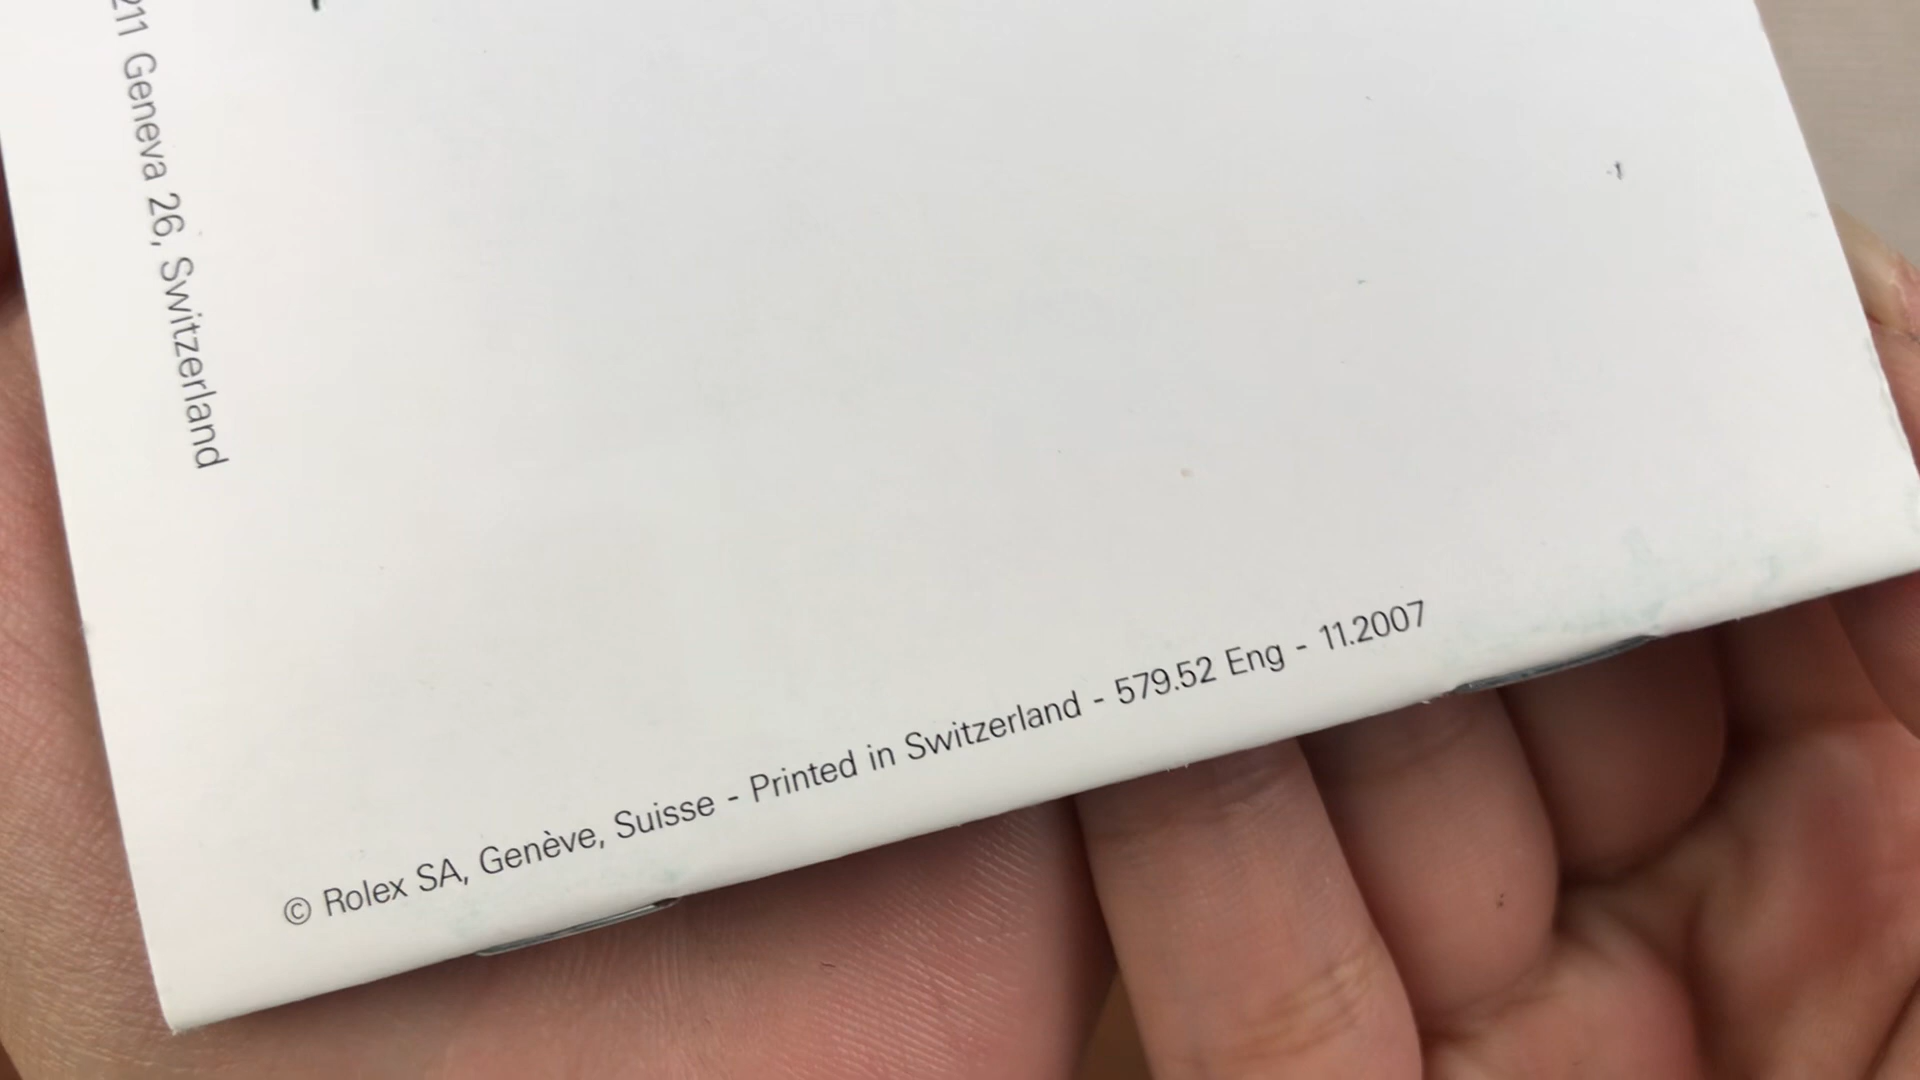 211 Geneva 26, Switzerland
© Rolex SA, Genève, Suisse - Printed in Switzerland - 579.52 Eng - 11.2007